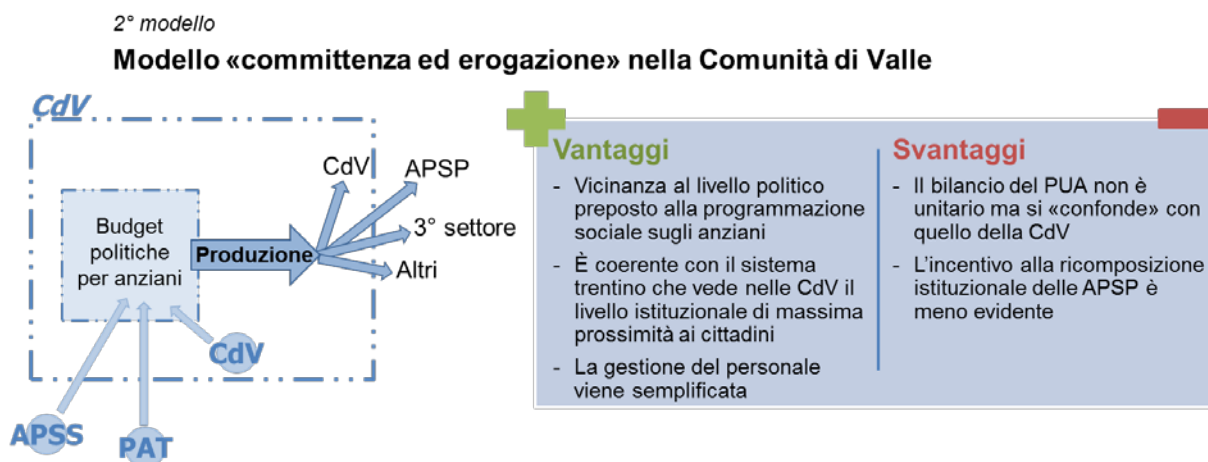 2° modello
Modello «committenza ed erogazione» nella Comunità di Valle
CdV
Budget
politiche
per anziani
Produzione
CdV
APSP
3° settore
Altri
CdV
APSS
PAT
Vantaggi
- Vicinanza al livello politico
preposto alla programmazione
sociale sugli anziani
- È coerente con il sistema
trentino che vede nelle CdV il
livello istituzionale di massima
prossimità ai cittadini
- La gestione del personale
viene semplificata
Svantaggi
- Il bilancio del PUA non è
unitario ma si «confonde» con
quello della CdV
- L'incentivo alla ricomposizione
istituzionale delle APSP è
meno evidente